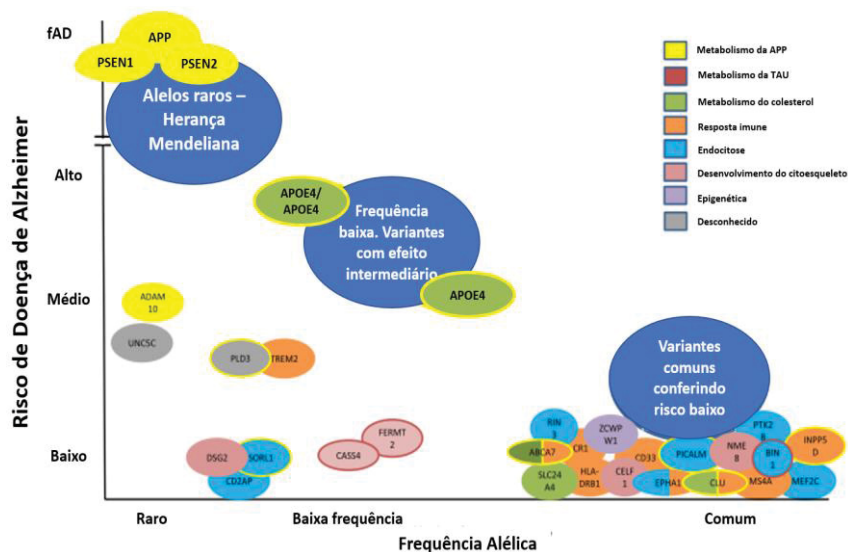 fAD
APP
PSEN1
PSEN2
Alelos raros –
Herança
Mendeliana
Metabolismo da APP
Metabolismo da TAU
Metabolismo do colesterol
Resposta imune
Endocitose
Desenvolvimento do citoesqueleto
Epigenética
Desconhecido
Risco de Doença de Alzheimer
Alto
APOE4/
APOE4
Frequência
baixa. Variantes
com efeito
intermediário
APOE4
Médio
ADAM
10
UNC5C
PLD3
TREM2
Variantes
comuns
conferindo
risco baixo
Baixo
DSG2
SORL1
CD2AP
CASS4
FERMT
2
RIN
3
ZCWP
W1
PTK2
B
ABCA7
CR1
CD33
PICALM
NME
8
BIN
1
INPP5
D
SLC24
A4
HLA-
DRB1
CELF
1
EPHA1
CLU
MS4A
MEF2C
Raro
Baixa frequência
Comum
Frequência Alélica